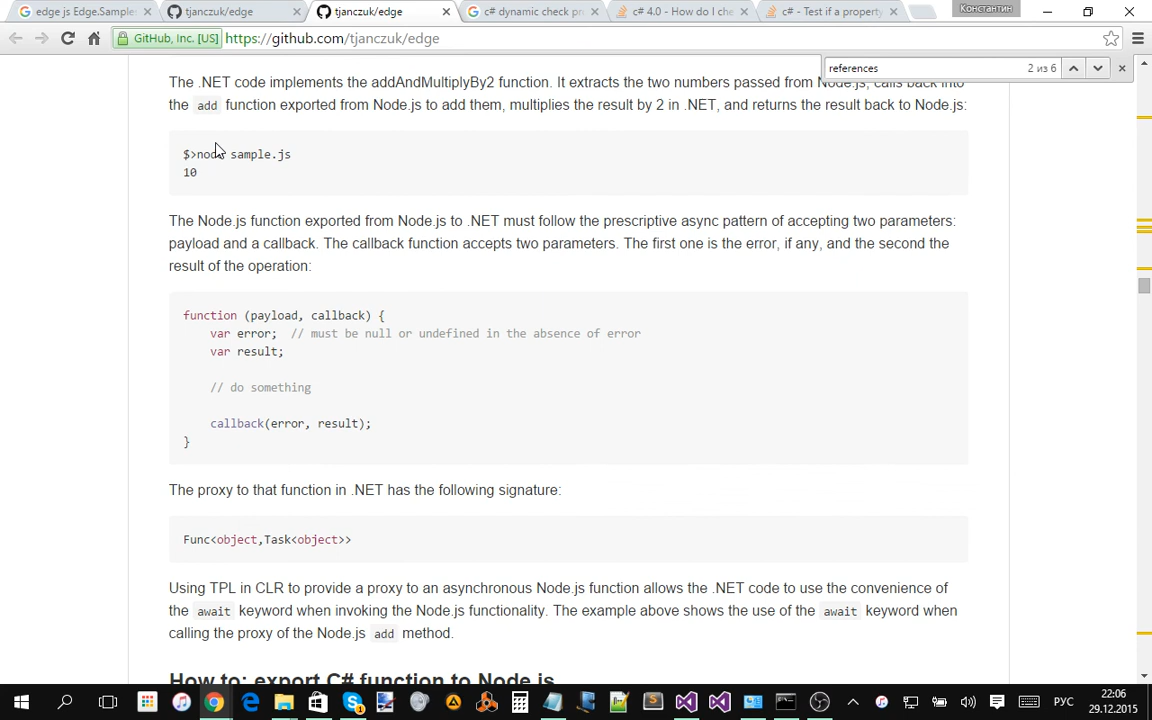 edge js Edge.Sample:
tjanczuk/edge
tjanczuk/edge
c# dynamic check pr
c# 4.0 - How do I che
c# - Test if a property
Константин
GitHub, Inc. [US] https://github.com/tjanczuk/edge
references 2 из 6
The .NET code implements the addAndMultiplyBy2 function. It extracts the two numbers passed from Node.js, calls back into
the add function exported from Node.js to add them, multiplies the result by 2 in .NET, and returns the result back to Node.js:
$>node sample.js
10
The Node.js function exported from Node.js to .NET must follow the prescriptive async pattern of accepting two parameters:
payload and a callback. The callback function accepts two parameters. The first one is the error, if any, and the second the
result of the operation:
function (payload, callback) {
var error; // must be null or undefined in the absence of error
var result;
// do something
callback(error, result);
}
The proxy to that function in .NET has the following signature:
Func<object,Task<object>>
Using TPL in CLR to provide a proxy to an asynchronous Node.js function allows the .NET code to use the convenience of
the await keyword when invoking the Node.js functionality. The example above shows the use of the await keyword when
calling the proxy of the Node.js add method.
How to: export C# function to Node.js
РУС
22:06
29.12.2015